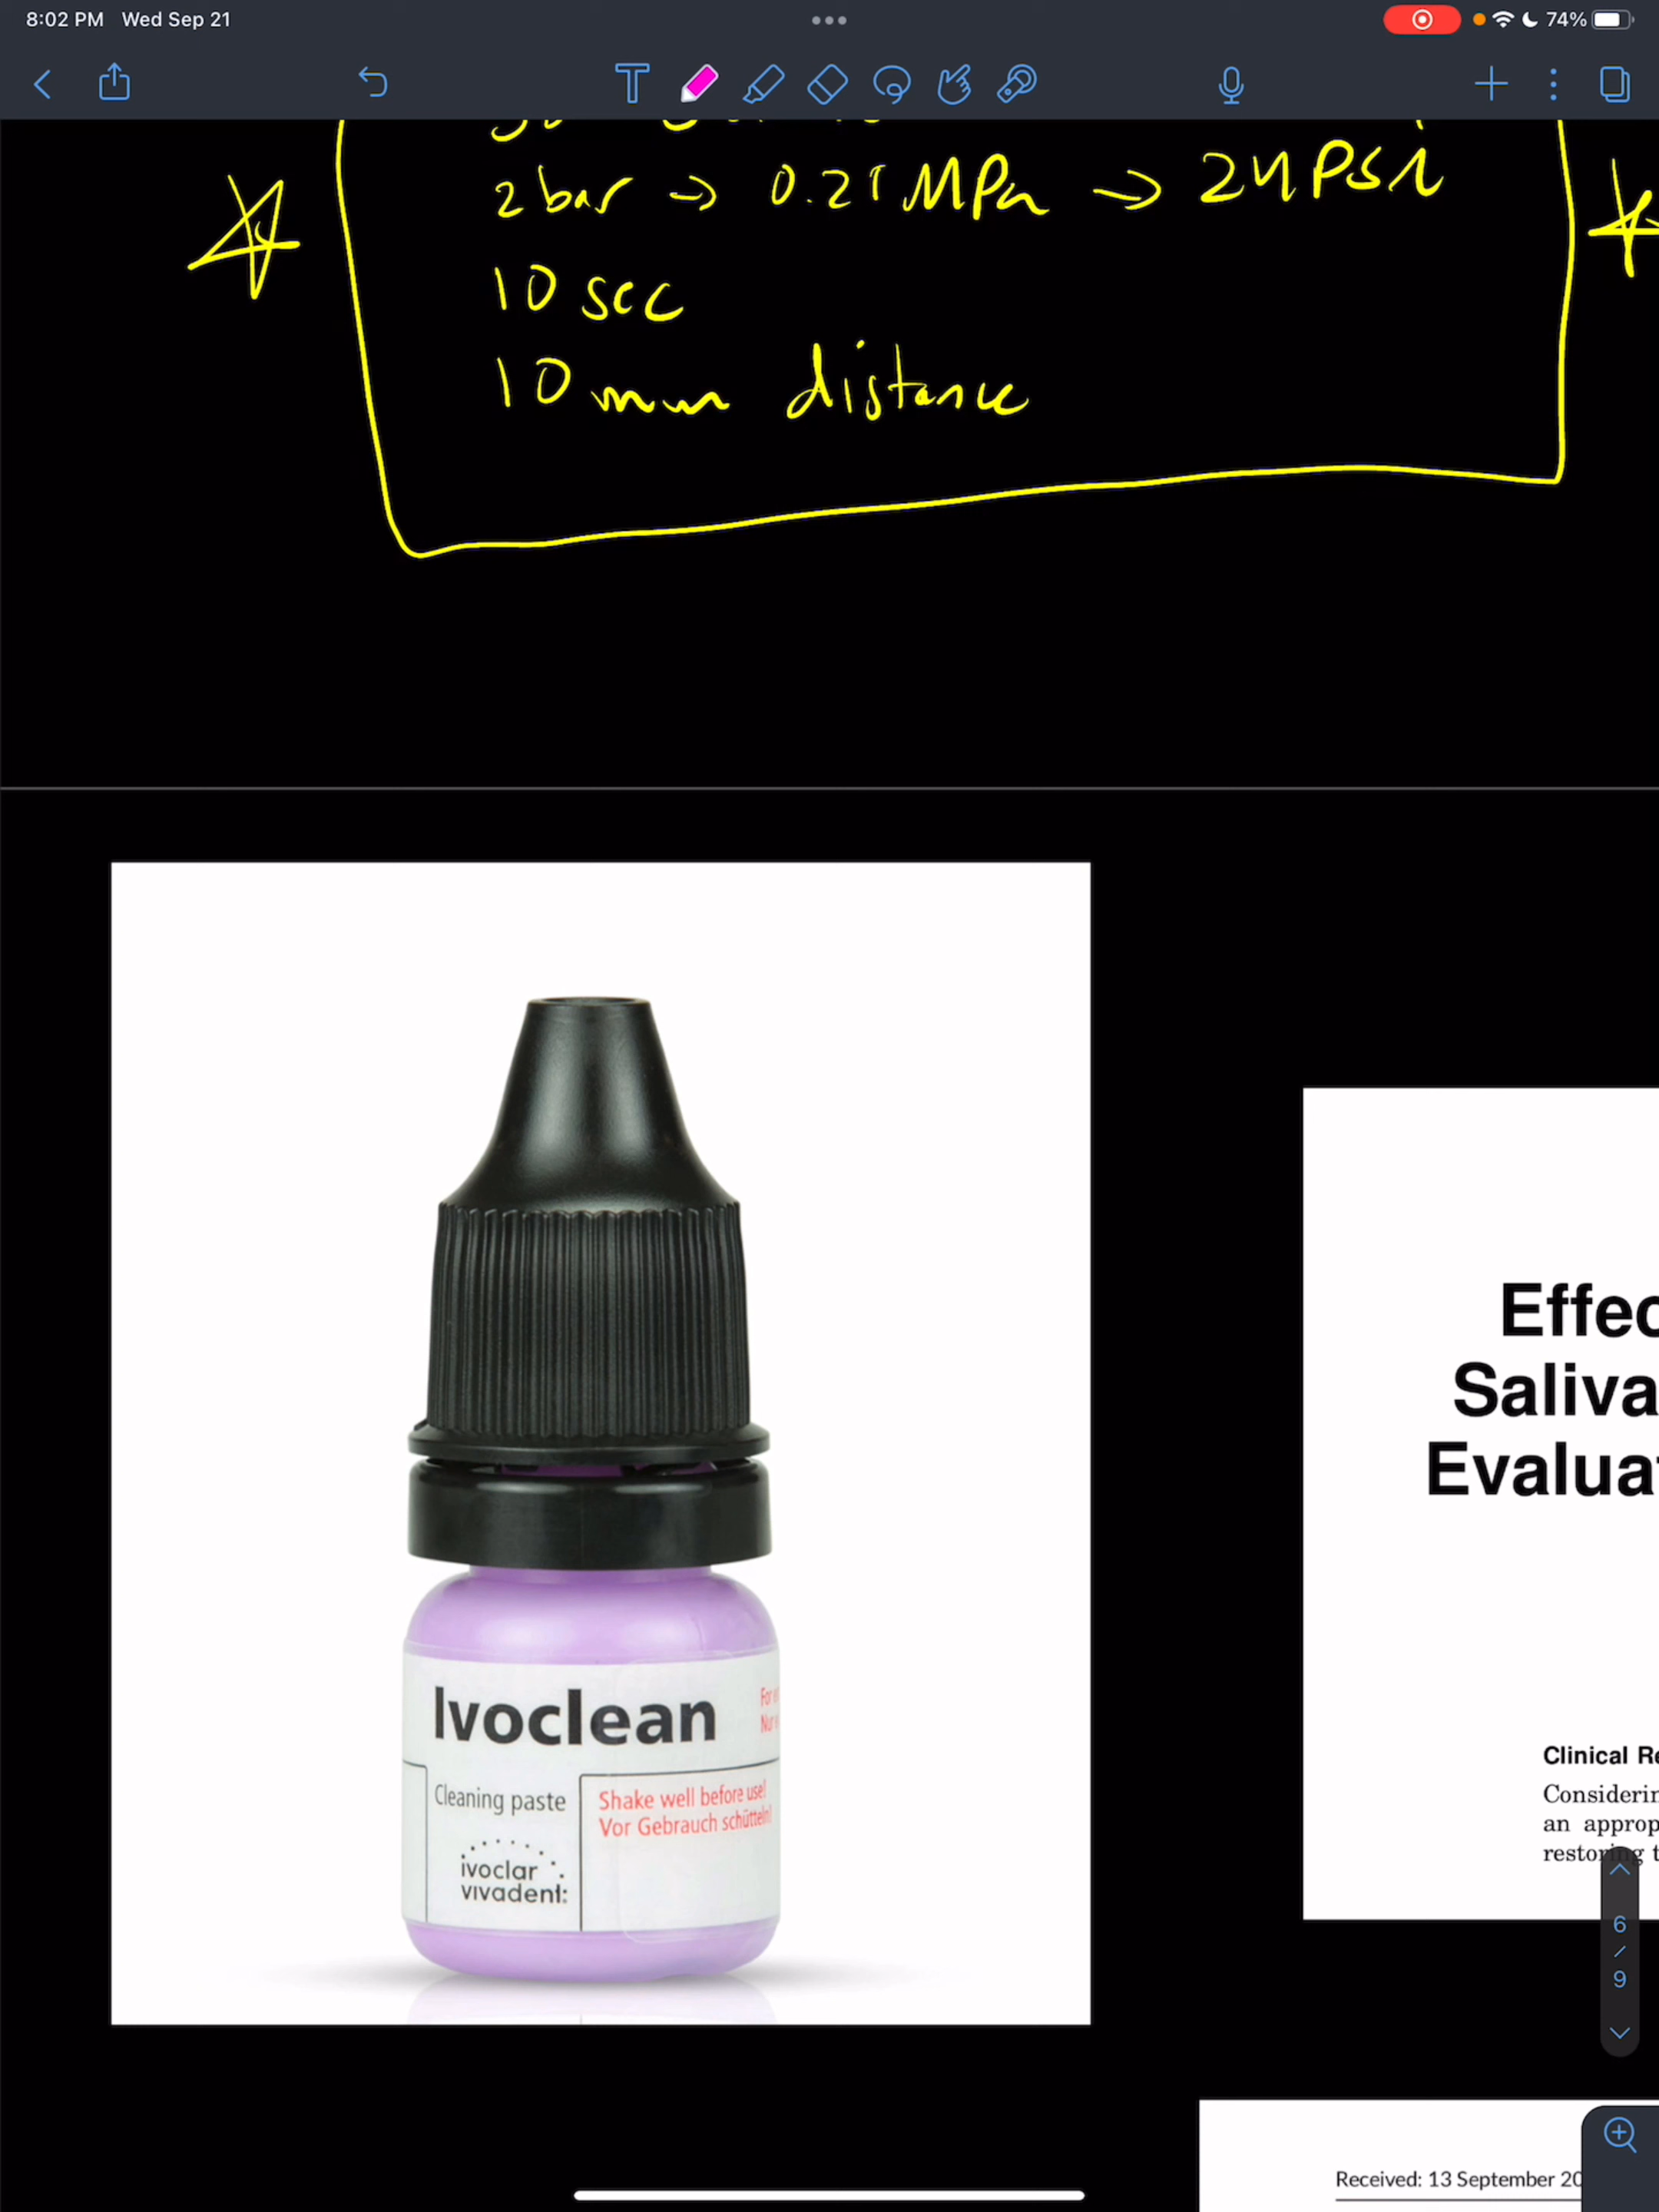 8:02 PM Wed Sep 21
74%
2 bar → 0.21 MPa → 24 PSi
10 sec
10 mm distance
Ivoclean
Cleaning paste
Shake well before use!
Vor Gebrauch schütteln!
ivoclar
vivadent:
Effec
Saliva
Evalua
Clinical Re
Considerin
an approp
restoring t
6
/
9
Received: 13 September 20